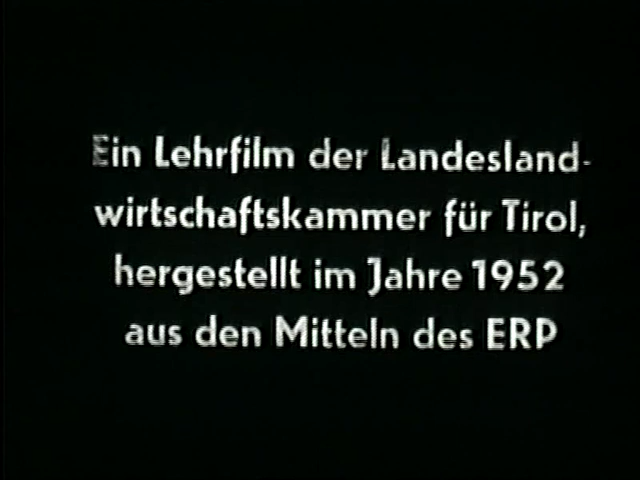 Ein Lehrfilm der Landesland-
wirtschaftskammer für Tirol,
hergestellt im Jahre 1952
aus den Mitteln des ERP